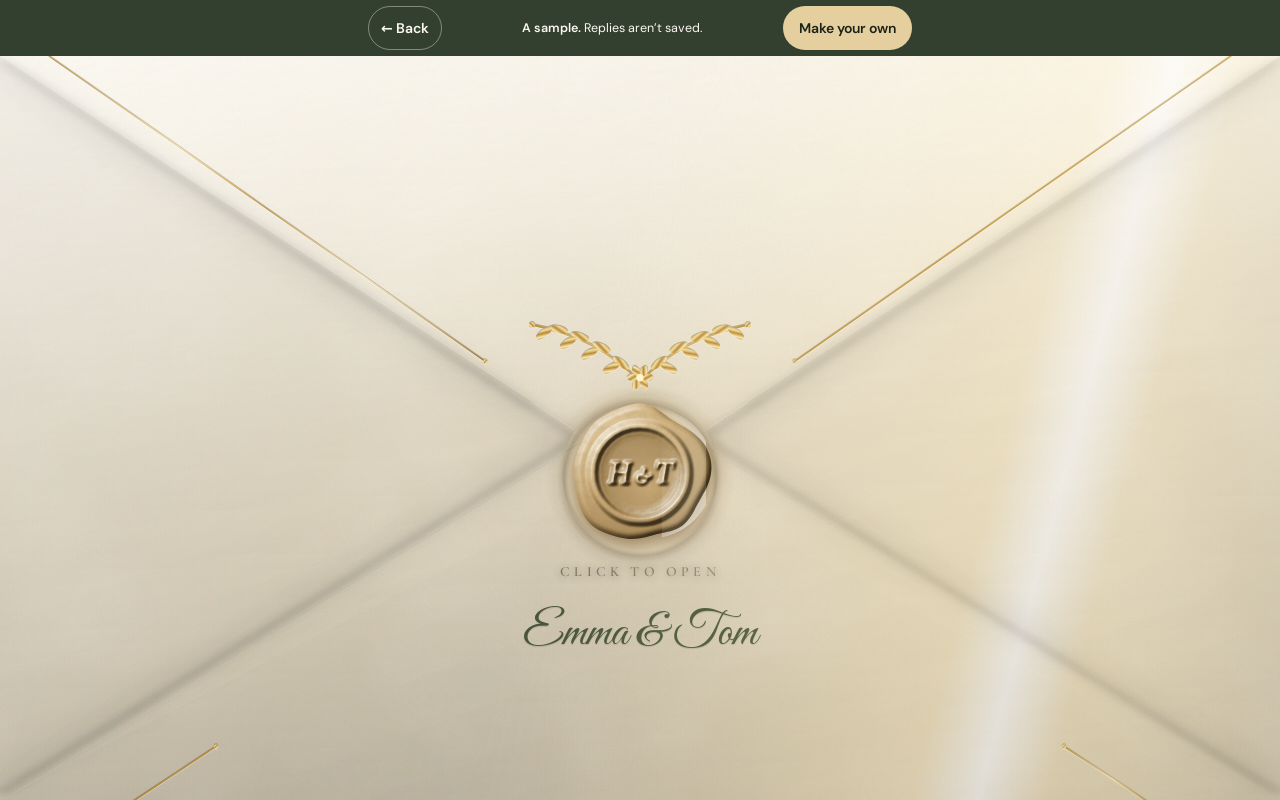 ← Back
A sample. Replies aren’t saved.
Make your own
H&T
CLICK TO OPEN
Emma & Tom